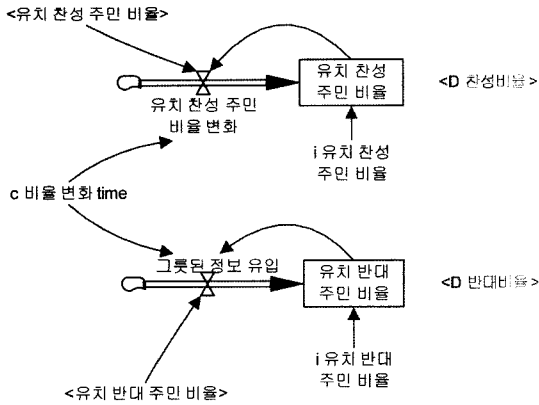 <유치 찬성 주민 비율>
유치 찬성
주민 비율
<D 찬성비율>
유치 찬성 주민
비율 변화
i 유치 찬성
주민 비율
c 비율 변화 time
그릇된 정보 유입
유치 반대
주민 비율
<D 반대비율>
i 유치 반대
주민 비율
<유치 반대 주민 비율>